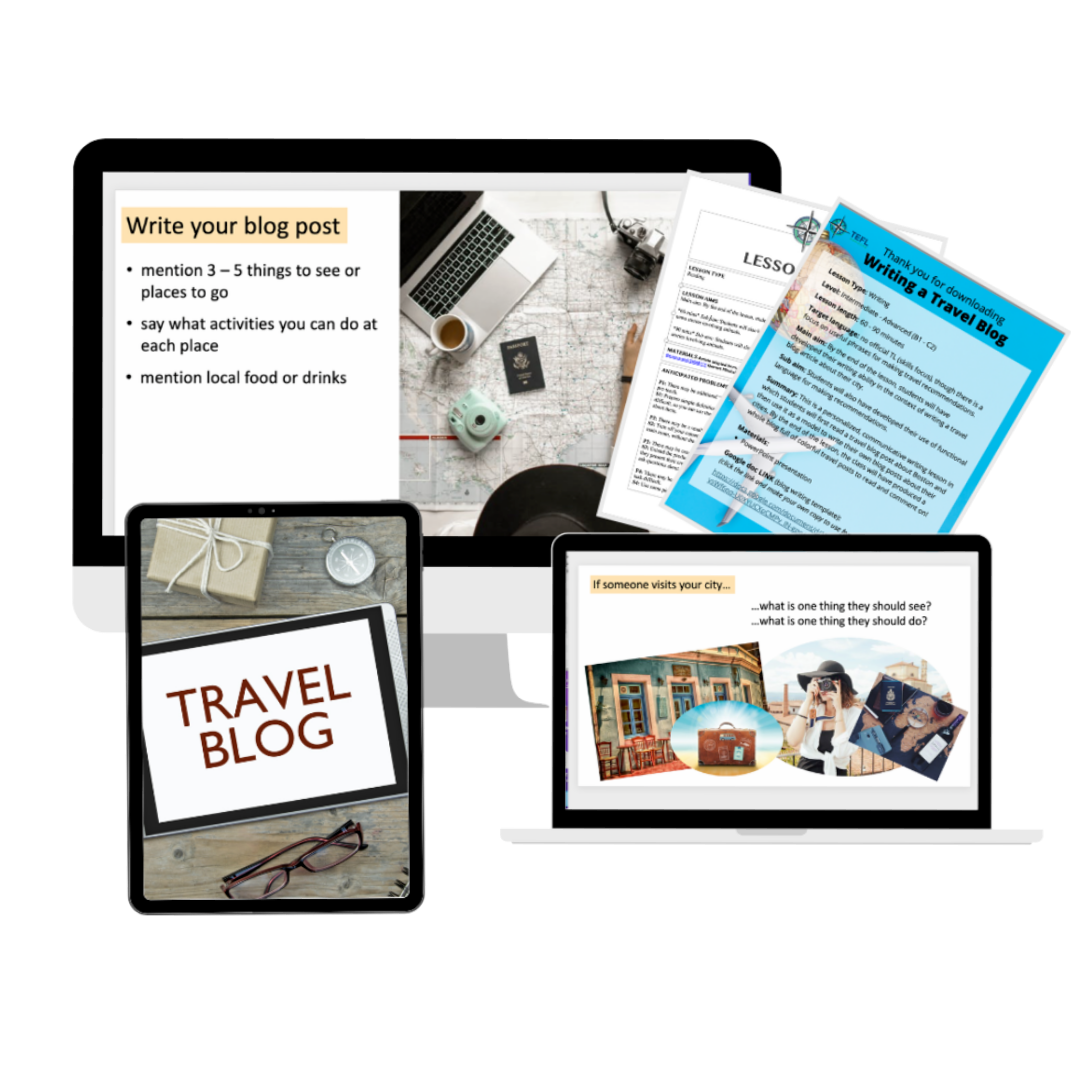 Write your blog post
• mention 3 – 5 things to see or
places to go
• say what activities you can do at
each place
• mention local food or drinks
PASSPORT
LESSO
LESSON TYPE
Reading
LESSON AIMS
MATERIALS
ANTICIPATED PROBLEMS
TEFL
Thank you for downloading
Writing a Travel Blog
Lesson Type: Writing
Level: Intermediate - Advanced (B1 - C2)
Lesson length: 60 - 90 minutes
Target language: no official TL (skills focus), though there is a
focus on useful phrases for making travel recommendations.
Main aim: By the end of the lesson, students will have
developed their writing ability in the context of writing a travel
blog article about their city.
Sub aim: Students will also have developed their use of functional
language for making recommendations.
Summary: This is a personalized, communicative writing lesson in
which students will first read a travel blog post about Boston and
then use it as a model to write their own blog posts about their
cities. By the end of the lesson, the class will have produced a
whole blog full of colorful travel posts to read and comment on!
Materials:
• PowerPoint presentation
Google doc LINK (blog writing template):
(click the link and make your own copy to use
TRAVEL
BLOG
If someone visits your city...
...what is one thing they should see?
...what is one thing they should do?